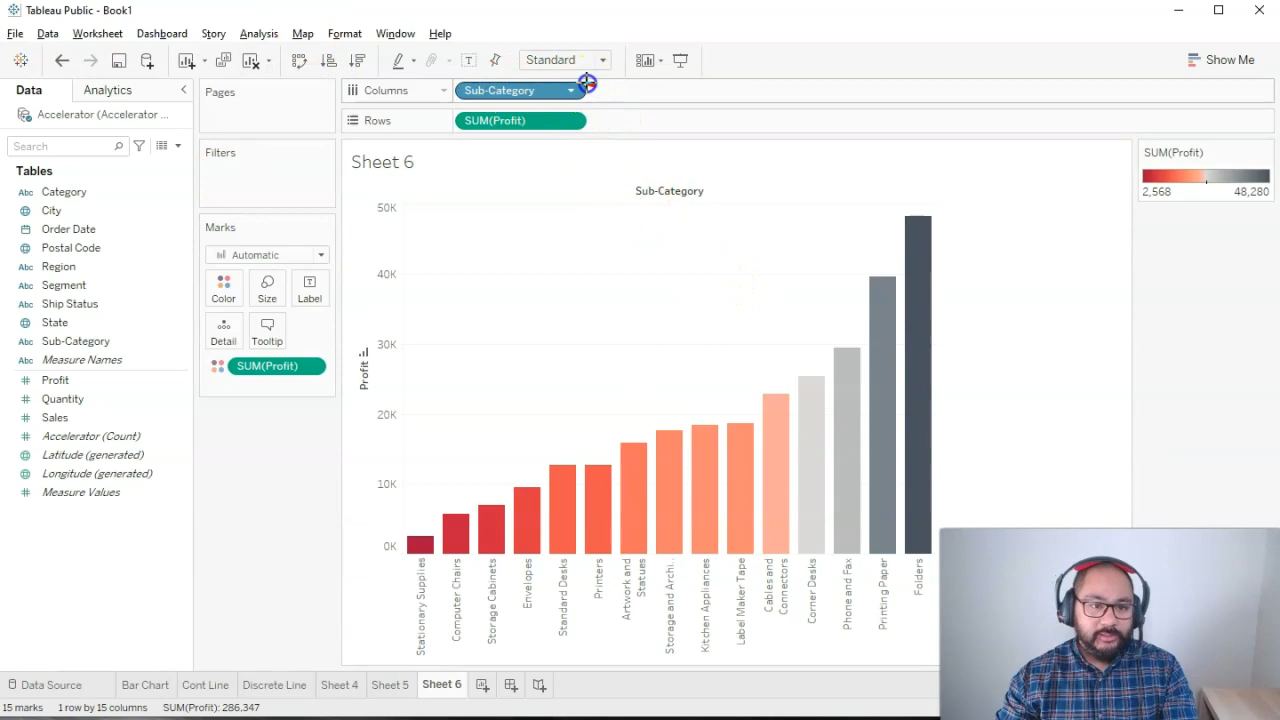 Tableau Public - Book1
File Data Worksheet Dashboard Story Analysis Map Format Window Help
Standard
Show Me
Data Analytics
Accelerator (Accelerator ...
Search
Tables
Abc Category
City
Order Date
Postal Code
Abc Region
Abc Segment
Abc Ship Status
State
Abc Sub-Category
Abc Measure Names
# Profit
# Quantity
# Sales
# Accelerator (Count)
Latitude (generated)
Longitude (generated)
# Measure Values
Pages
Filters
Marks
Automatic
Color Size Label
Detail Tooltip
SUM(Profit)
Columns Sub-Category
Rows SUM(Profit)
Sheet 6
Sub-Category
Profit
50K
40K
30K
20K
10K
0K
Stationary Supplies
Computer Chairs
Storage Cabinets
Envelopes
Standard Desks
Printers
Artwork and
Statues
Storage and Archi..
Kitchen Appliances
Label Maker Tape
Cables and
Connectors
Corner Desks
Phone and Fax
Printing Paper
Folders
SUM(Profit)
2,568 48,280
Data Source Bar Chart Cont Line Discrete Line Sheet 4 Sheet 5 Sheet 6
15 marks 1 row by 15 columns SUM(Profit): 286,347